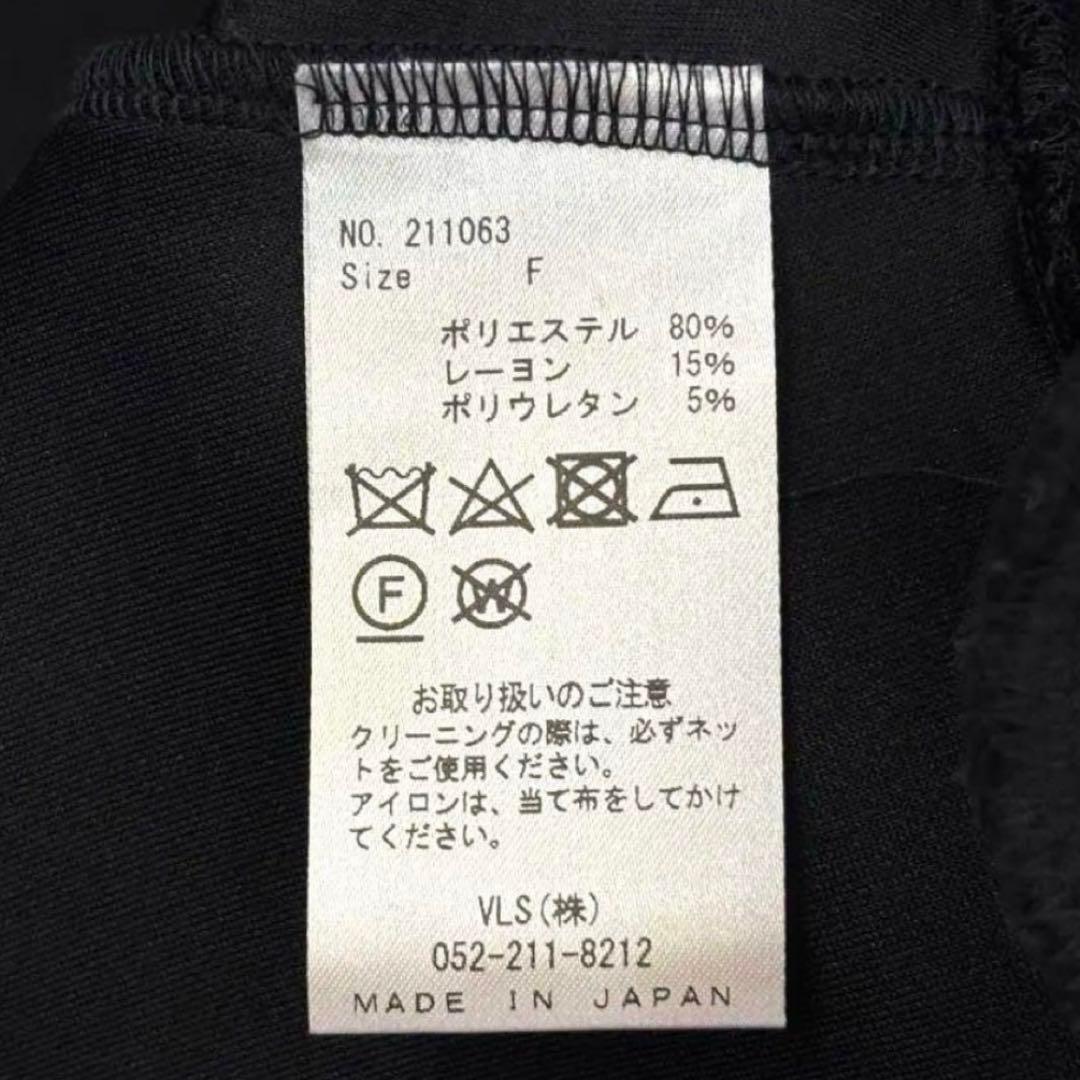 NO. 211063
Size F
ポリエステル 80%
レーヨン 15%
ポリウレタン 5%
F W
お取り扱いのご注意
クリーニングの際は、必ずネッ
トをご使用ください。
アイロンは、当て布をしてかけ
てください。
VLS(株)
052-211-8212
MADE IN JAPAN